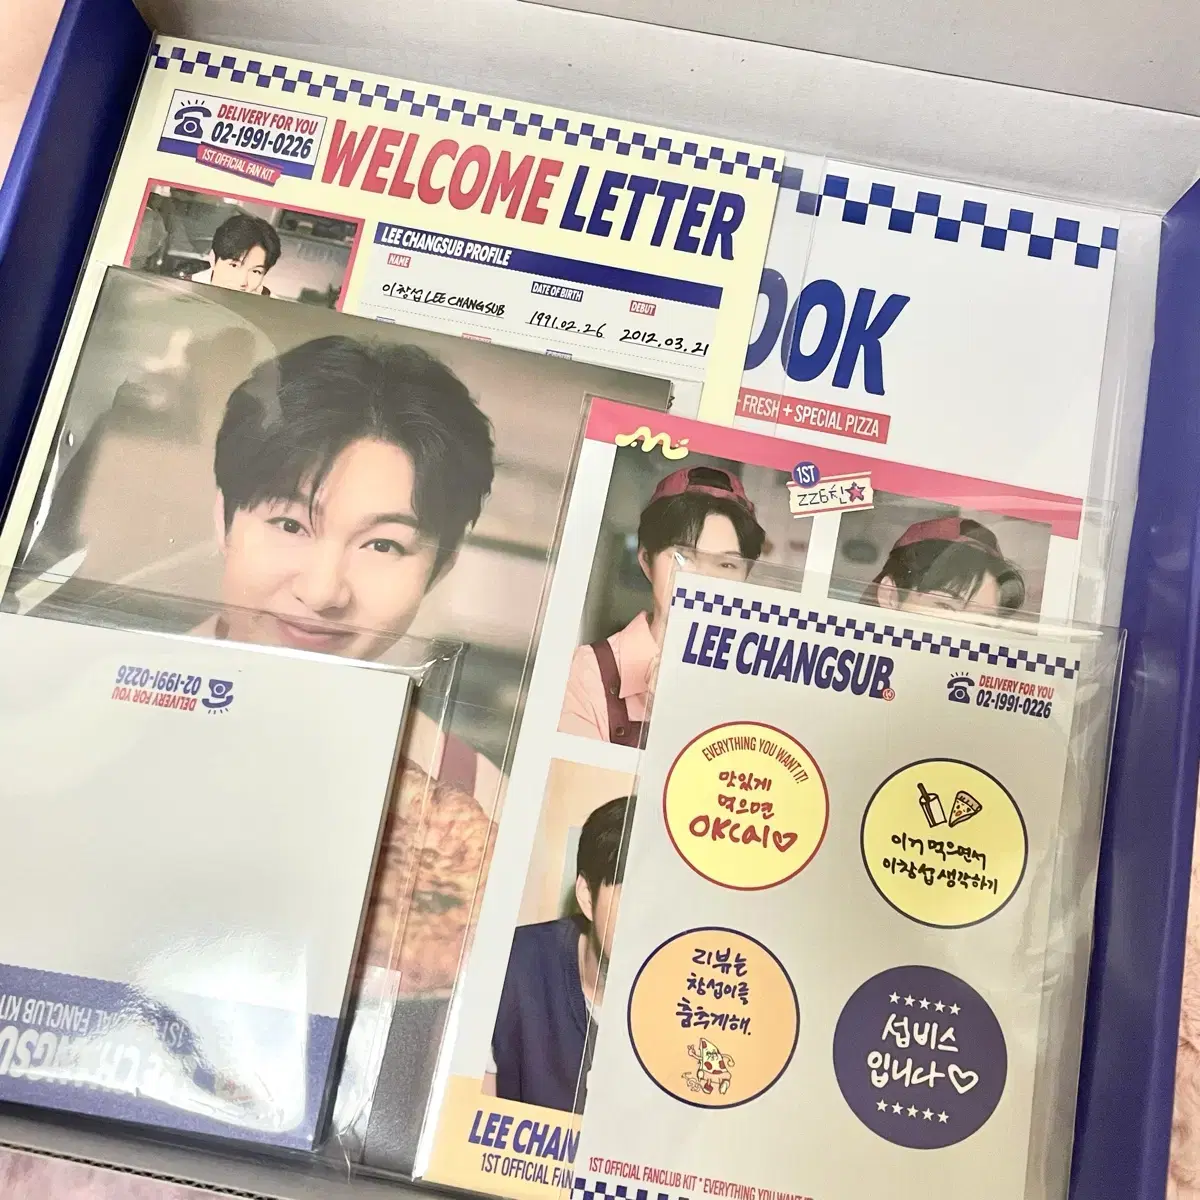 DELIVERY FOR YOU
02-1991-0226
1ST OFFICIAL FAN KIT
WELCOME LETTER
LEE CHANGSUB PROFILE
NAME
DATE OF BIRTH
DEBUT
이창섭 LEE CHANGSUB
1991.02.26
2012.03.21
OOK
FRESH + SPECIAL PIZZA
1ST
LEE CHANGSUB
DELIVERY FOR YOU
02-1991-0226
EVERYTHING YOU WANT IT!
맛있게
먹으면
0Kcal♡
이거 먹으면서
이창섭 생각하기
리뷰는
창섭이를
춤추게해.
★★★★★
섭비스
입니다♡
★★★★★
1ST OFFICIAL FANCLUB KIT * EVERYTHING YOU WANT
DELIVERY FOR YOU
02-1991-0226
FANCLUB KIT
CHANGSU
LEE CHAN
1ST OFFICIAL FAN